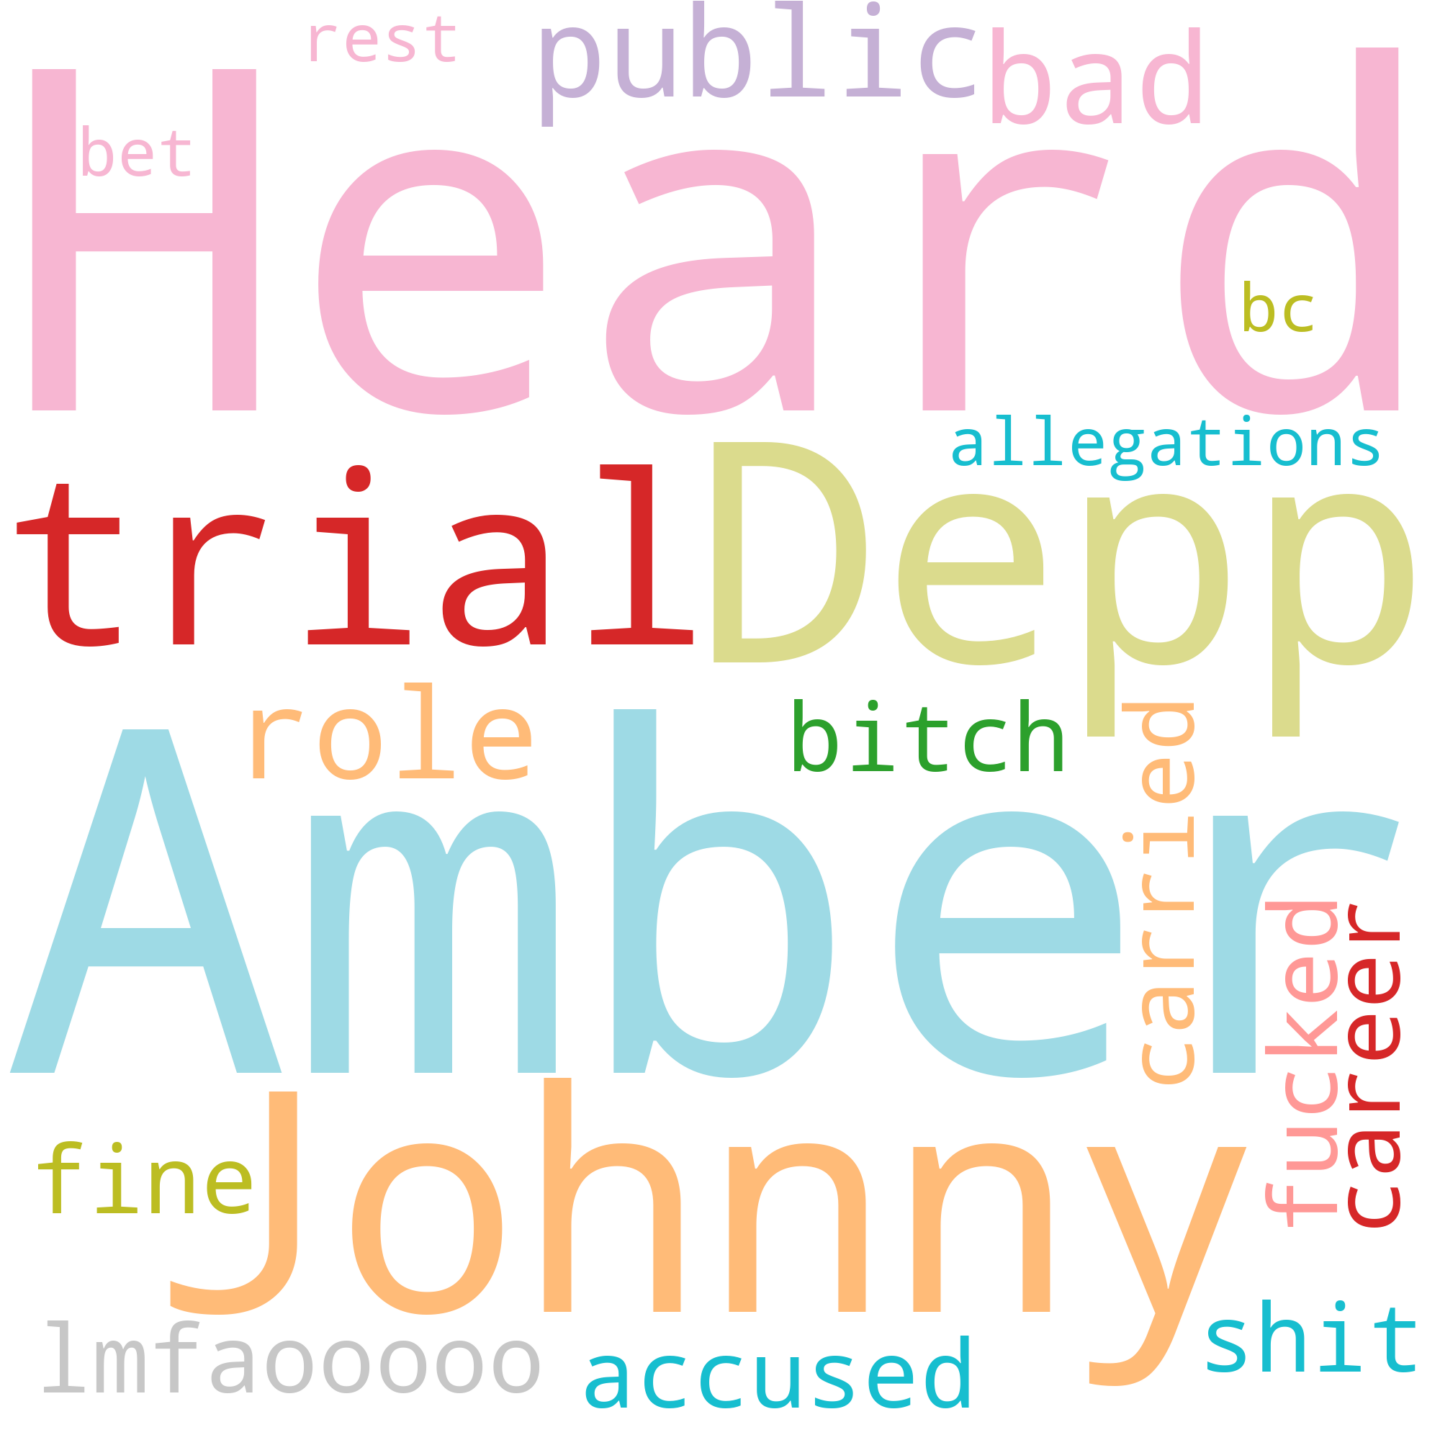 rest
public
bad
bet
Heard
bc
allegations
trial
Depp
role
bitch
carried
Amber
fucked
career
Johnny
fine
shit
lmfaooooo
accused